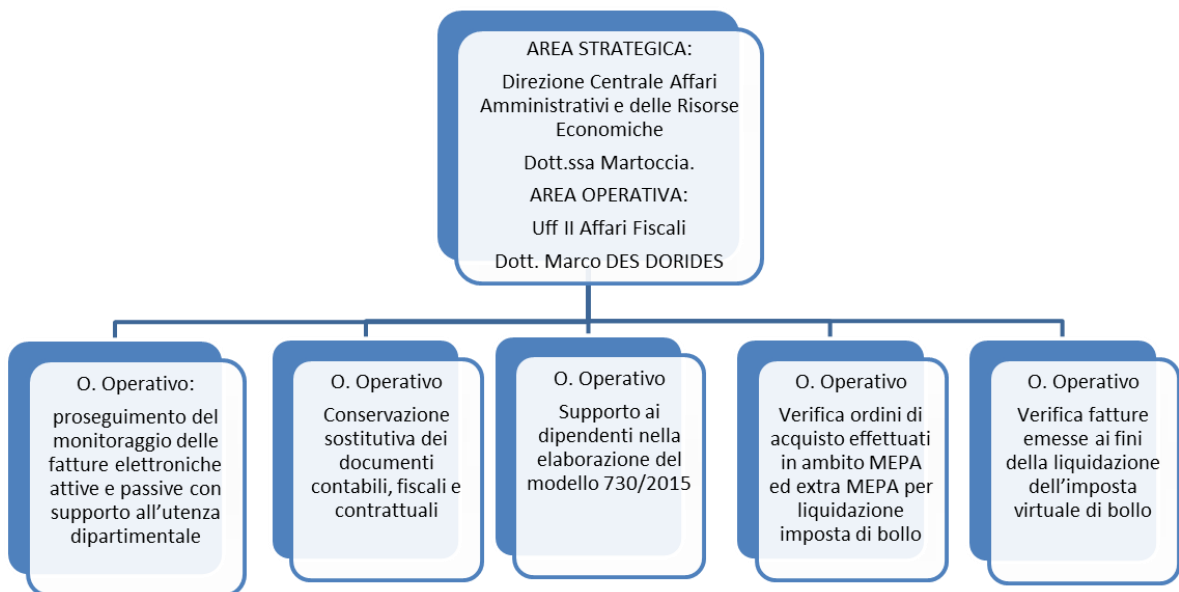 AREA STRATEGICA:
Direzione Centrale Affari
Amministrativi e delle Risorse
Economiche
Dott.ssa Martoccia.
AREA OPERATIVA:
Uff II Affari Fiscali
Dott. Marco DES DORIDES
O. Operativo:
proseguimento del
monitoraggio delle
fatture elettroniche
attive e passive con
supporto all’utenza
dipartimentale
O. Operativo
Conservazione
sostitutiva dei
documenti
contabili, fiscali e
contrattuali
O. Operativo
Supporto ai
dipendenti nella
elaborazione del
modello 730/2015
O. Operativo
Verifica ordini di
acquisto effettuati
in ambito MEPA
ed extra MEPA per
liquidazione
imposta di bollo
O. Operativo
Verifica fatture
emesse ai fini
della liquidazione
dell’imposta
virtuale di bollo